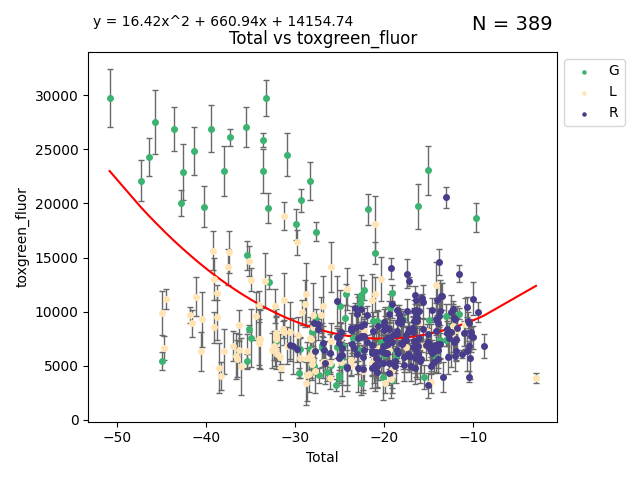 y = 16.42x^2 + 660.94x + 14154.74
N = 389
Total vs toxgreen_fluor
G
L
R
toxgreen_fluor
30000
25000
20000
15000
10000
5000
0
−50
−40
−30
−20
−10
Total